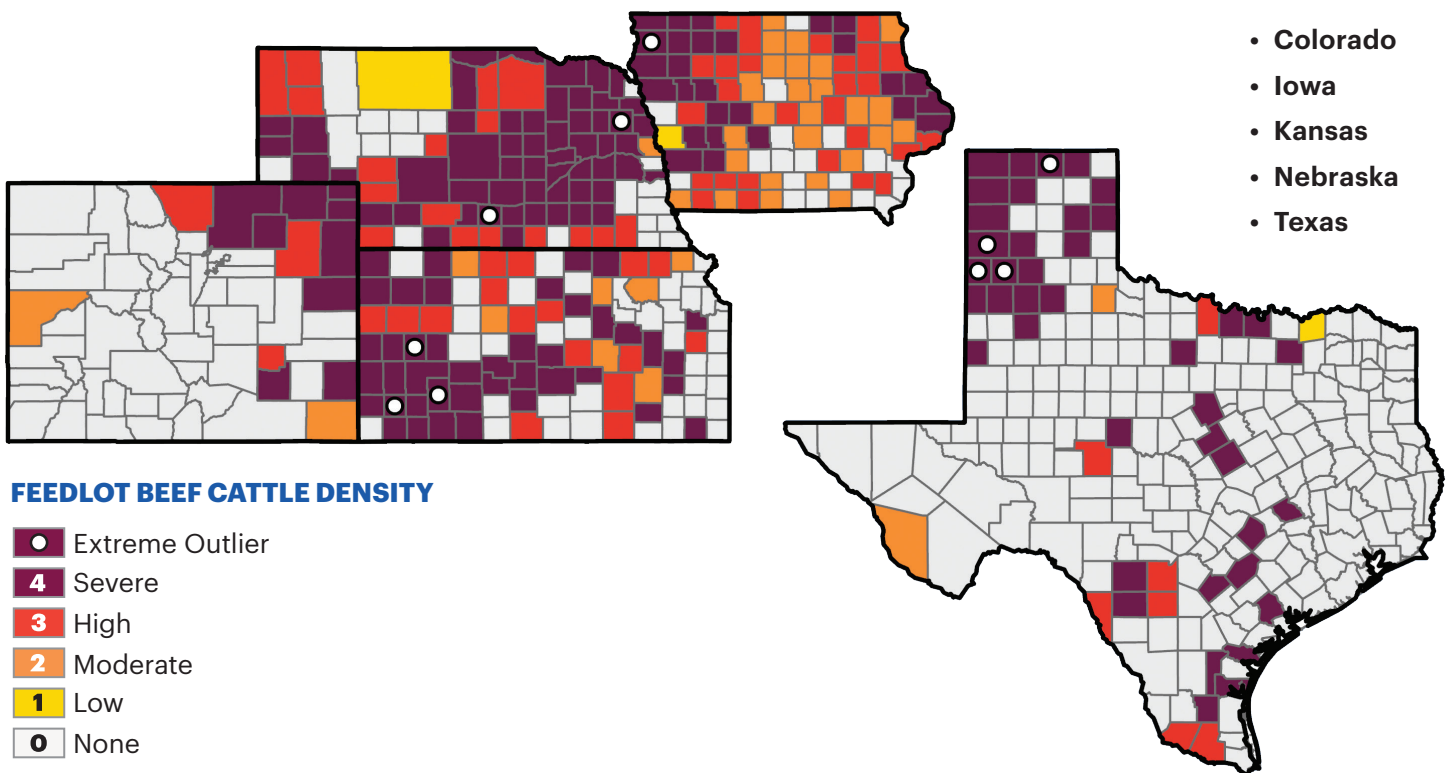 • Colorado
• Iowa
• Kansas
• Nebraska
• Texas
FEEDLOT BEEF CATTLE DENSITY
Extreme Outlier
4 Severe
3 High
2 Moderate
1 Low
0 None